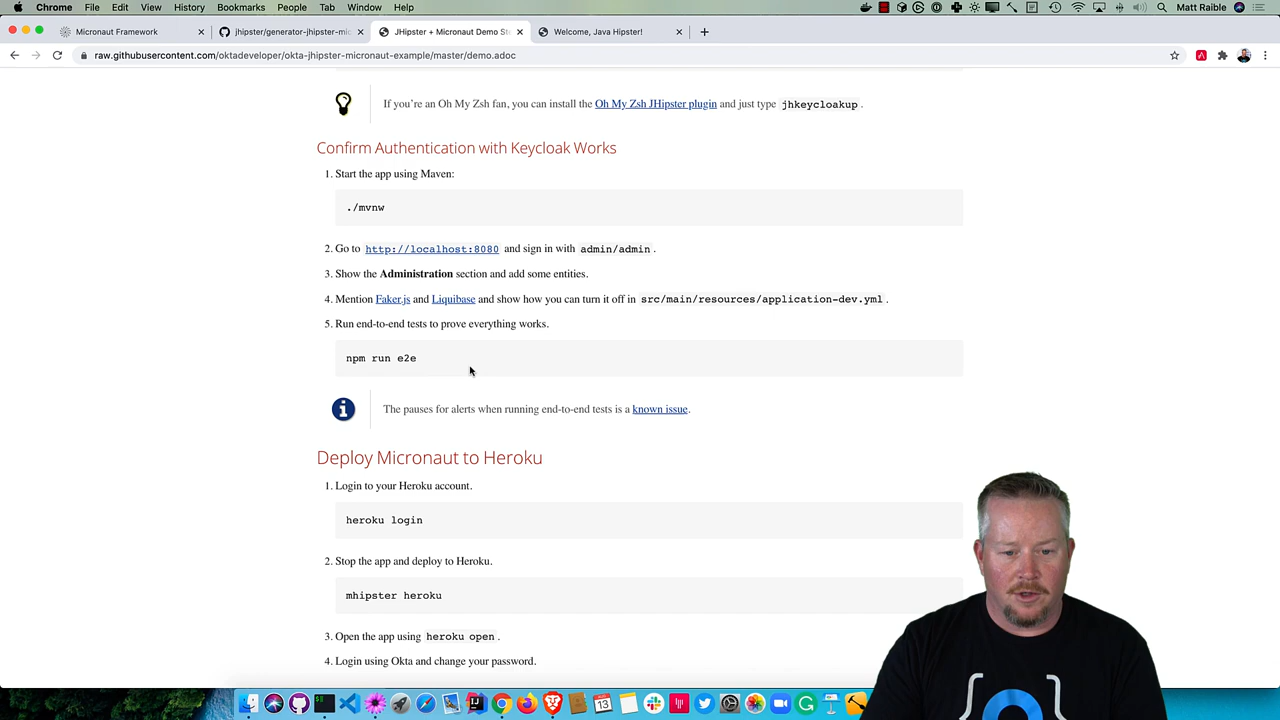 Chrome File Edit View History Bookmarks People Tab Window Help Matt Raible
Micronaut Framework
jhipster/generator-jhipster-mic
JHipster + Micronaut Demo St
Welcome, Java Hipster!
raw.githubusercontent.com/oktadeveloper/okta-jhipster-micronaut-example/master/demo.adoc
If you're an Oh My Zsh fan, you can install the Oh My Zsh JHipster plugin and just type jhkeycloakup.
Confirm Authentication with Keycloak Works
1. Start the app using Maven:
./mvnw
2. Go to http://localhost:8080 and sign in with admin/admin.
3. Show the Administration section and add some entities.
4. Mention Faker.js and Liquibase and show how you can turn it off in src/main/resources/application-dev.yml.
5. Run end-to-end tests to prove everything works.
npm run e2e
The pauses for alerts when running end-to-end tests is a known issue.
Deploy Micronaut to Heroku
1. Login to your Heroku account.
heroku login
2. Stop the app and deploy to Heroku.
mhipster heroku
3. Open the app using heroku open.
4. Login using Okta and change your password.
13